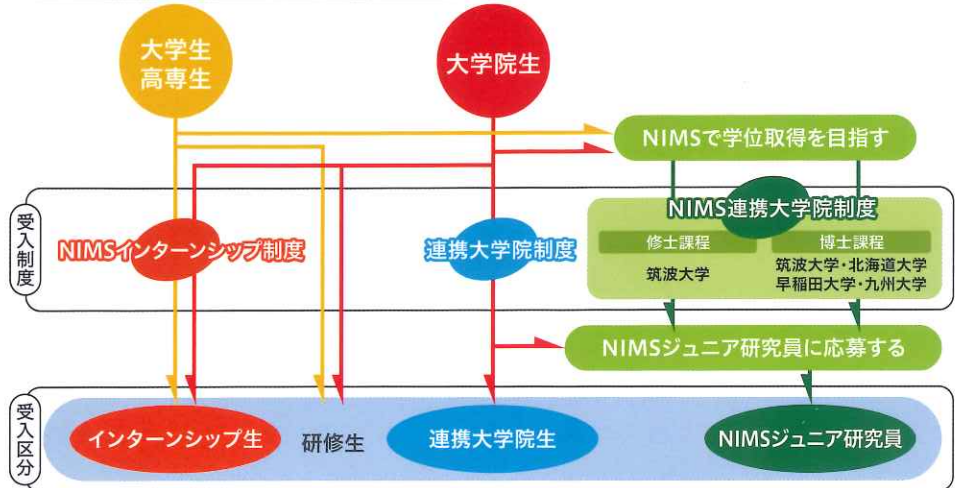 大学生
高専生
大学院生
NIMSで学位取得を目指す
受入制度
NIMSインターンシップ制度
連携大学院制度
NIMS連携大学院制度
修士課程
博士課程
筑波大学
筑波大学・北海道大学
早稲田大学・九州大学
NIMSジュニア研究員に応募する
受入区分
インターンシップ生
研修生
連携大学院生
NIMSジュニア研究員